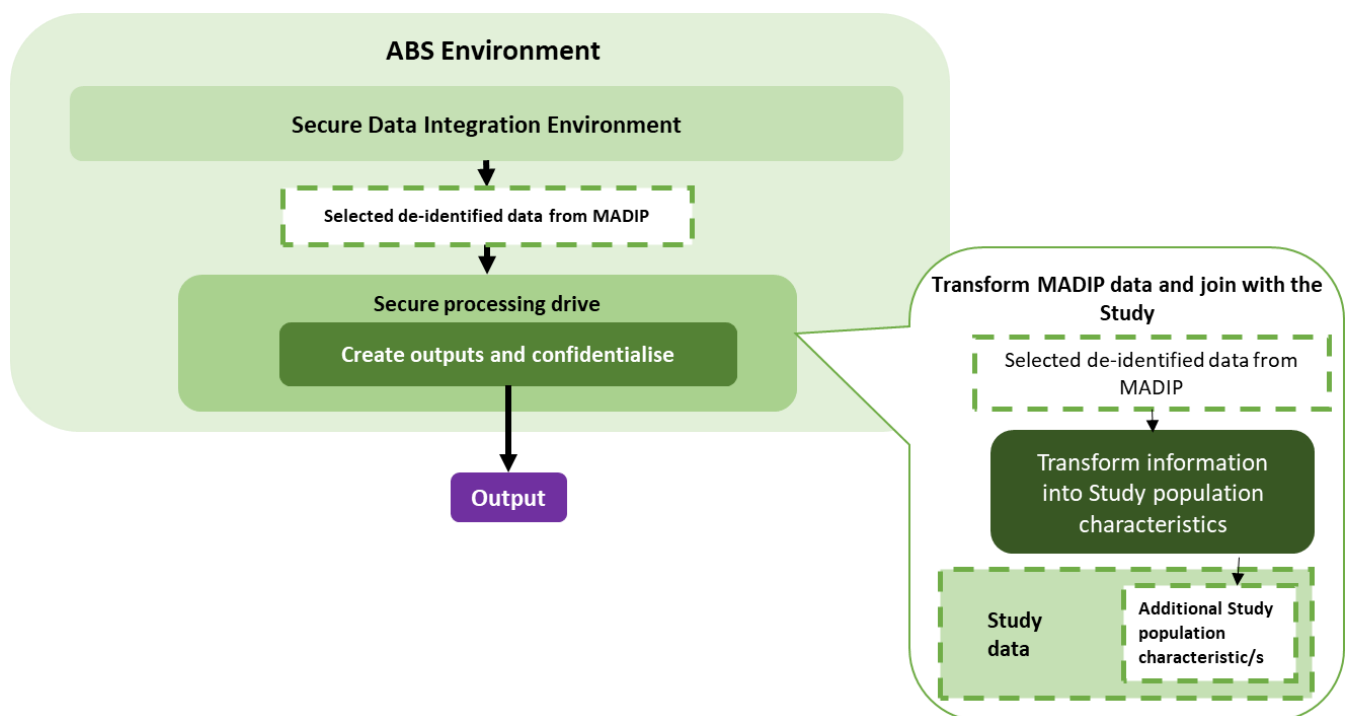 ABS Environment
Secure Data Integration Environment
Selected de-identified data from MADIP
Secure processing drive
Create outputs and confidentialise
Output
Transform MADIP data and join with the
Study
Selected de-identified data from
MADIP
Transform information
into Study population
characteristics
Study
data
Additional Study
population
characteristic/s